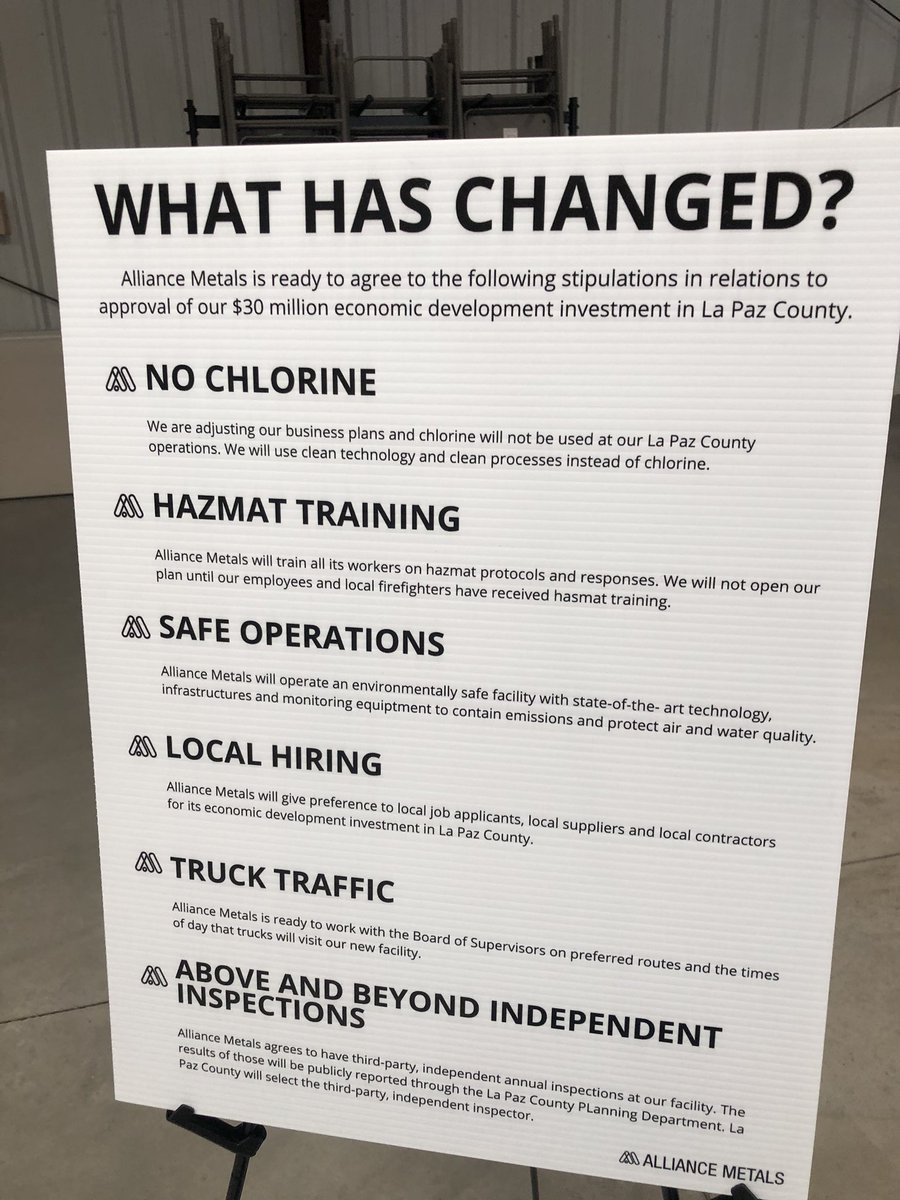 WHAT HAS CHANGED?
Alliance Metals is ready to agree to the following stipulations in relations to
approval of our $30 million economic development investment in La Paz County.
NO CHLORINE
We are adjusting our business plans and chlorine will not be used at our La Paz County
operations. We will use clean technology and clean processes instead of chlorine.
HAZMAT TRAINING
Alliance Metals will train all its workers on hazmat protocols and responses. We will not open our
plan until our employees and local firefighters have received hasmat training.
SAFE OPERATIONS
Alliance Metals will operate an environmentally safe facility with state-of-the- art technology,
infrastructures and monitoring equiptment to contain emissions and protect air and water quality.
LOCAL HIRING
Alliance Metals will give preference to local job applicants, local suppliers and local contractors
for its economic development investment in La Paz County.
TRUCK TRAFFIC
Alliance Metals is ready to work with the Board of Supervisors on preferred routes and the times
of day that trucks will visit our new facility.
ABOVE AND BEYOND INDEPENDENT
INSPECTIONS
Alliance Metals agrees to have third-party, independent annual inspections at our facility. The
results of those will be publicly reported through the La Paz County PLanning Department. La
Paz County will select the third-party, independent inspector.
ALLIANCE METALS